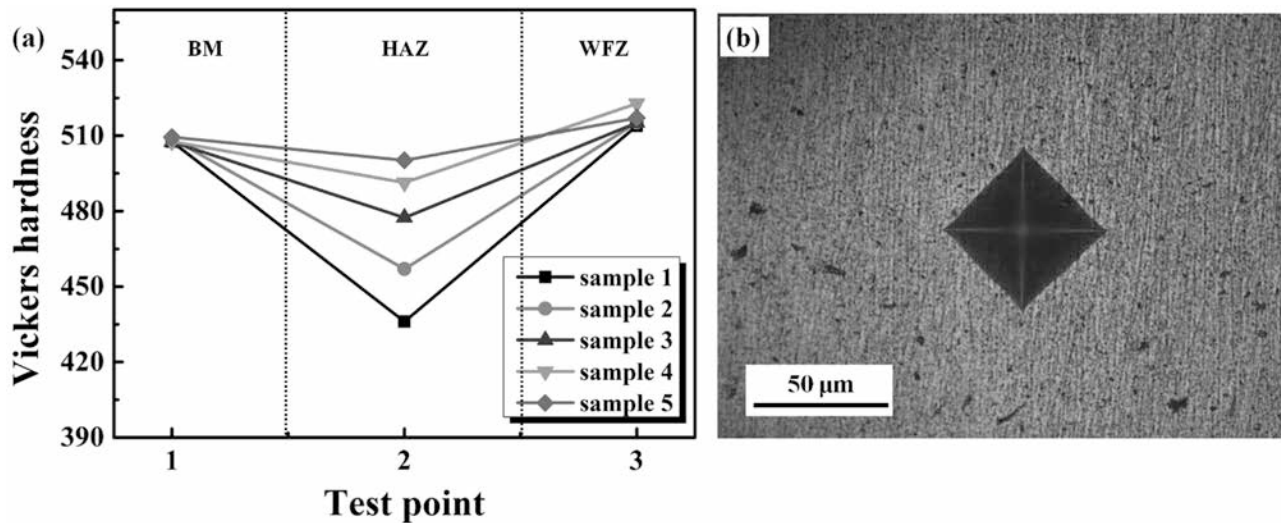 (a)
BM HAZ WFZ
540
510
480
450
420
390
Vickers hardness
sample 1
sample 2
sample 3
sample 4
sample 5
1 2 3
Test point
(b)
50 μm